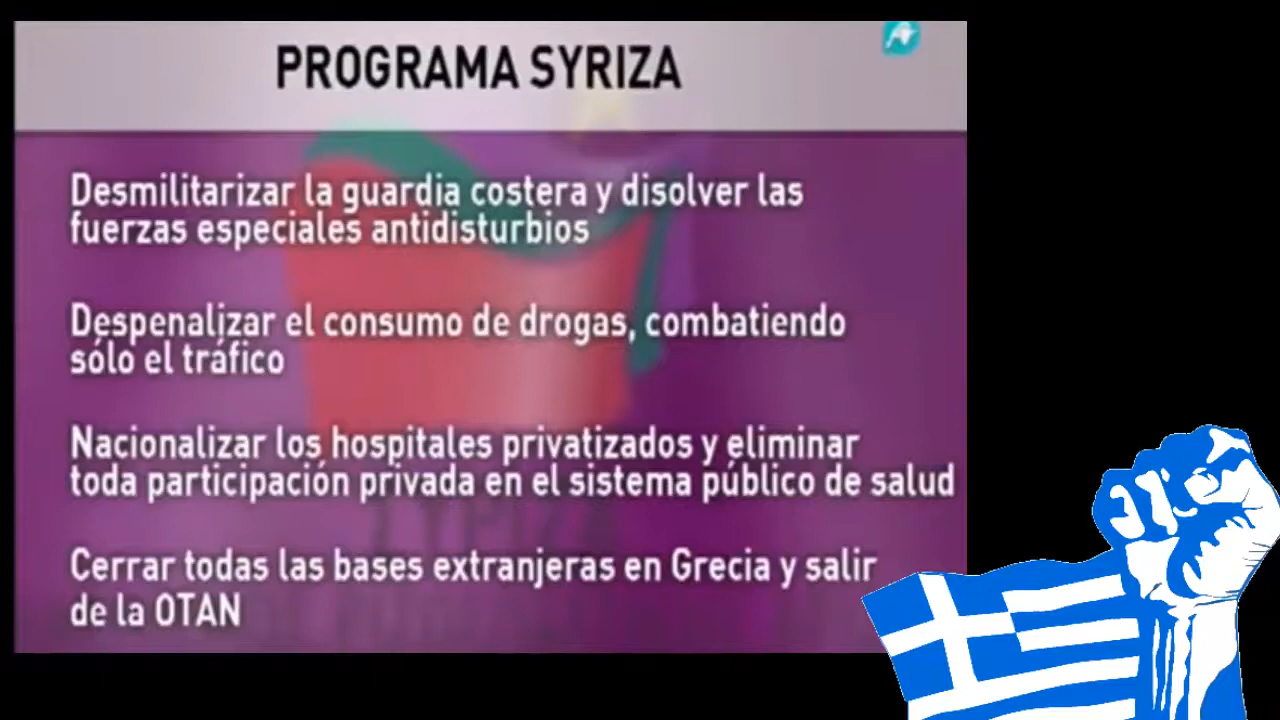 PROGRAMA SYRIZA
Desmilitarizar la guardia costera y disolver las
fuerzas especiales antidisturbios
Despenalizar el consumo de drogas, combatiendo
sólo el tráfico
Nacionalizar los hospitales privatizados y eliminar
toda participación privada en el sistema público de salud
Cerrar todas las bases extranjeras en Grecia y salir
de la OTAN